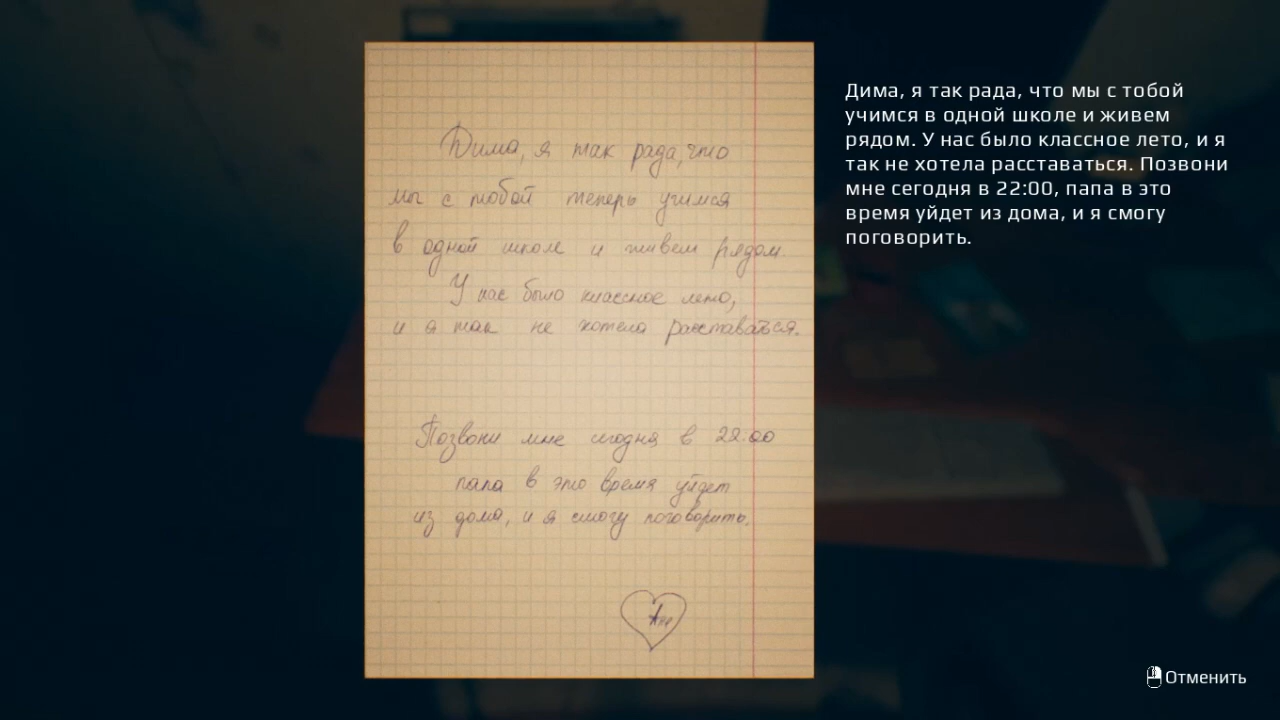 Дима, я так рада, что
мы с тобой теперь учимся
в одной школе и живем рядом.
У нас было классное лето,
и я так не хотела расставаться.
Позвони мне сегодня в 22:00
папа в это время уйдет
из дома, и я смогу поговорить.
Дима, я так рада, что мы с тобой
учимся в одной школе и живем
рядом. У нас было классное лето, и я
так не хотела расставаться. Позвони
мне сегодня в 22:00, папа в это
время уйдет из дома, и я смогу
поговорить.
Отменить